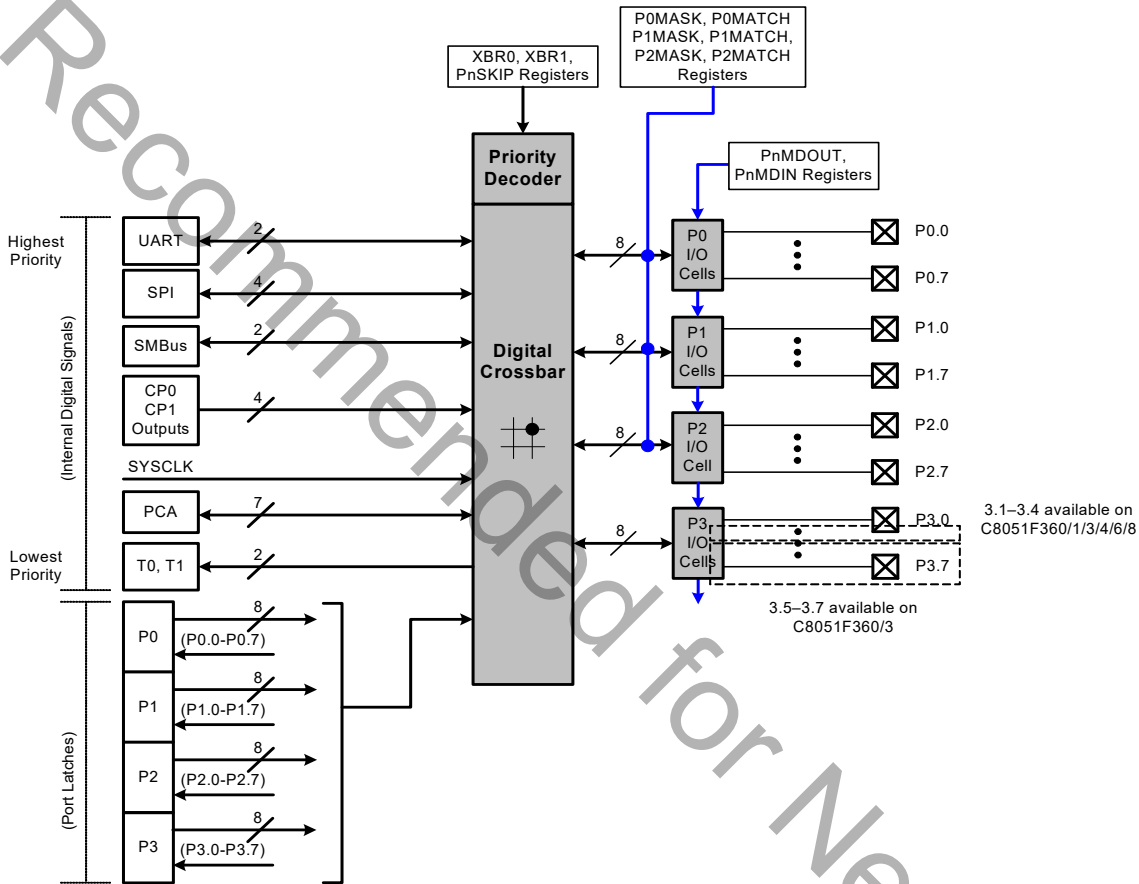 P0MASK, P0MATCH
P1MASK, P1MATCH,
P2MASK, P2MATCH
Registers
XBR0, XBR1,
PnSKIP Registers
Priority
Decoder
PnMDOUT,
PnMDIN Registers
Highest
Priority
(Internal Digital Signals)
Lowest
Priority
UART
2
SPI
4
SMBus
2
CP0
CP1
Outputs
4
SYSCLK
PCA
7
T0, T1
2
Digital
Crossbar
8
P0
I/O
Cells
P0.0
P0.7
8
P1
I/O
Cells
P1.0
P1.7
8
P2
I/O
Cell
P2.0
P2.7
8
P3
I/O
Cells
P3.0
P3.7
3.1–3.4 available on
C8051F360/1/3/4/6/8
3.5–3.7 available on
C8051F360/3
(Port Latches)
P0
8
(P0.0-P0.7)
P1
8
(P1.0-P1.7)
P2
8
(P2.0-P2.7)
P3
8
(P3.0-P3.7)
Recommended for Ne